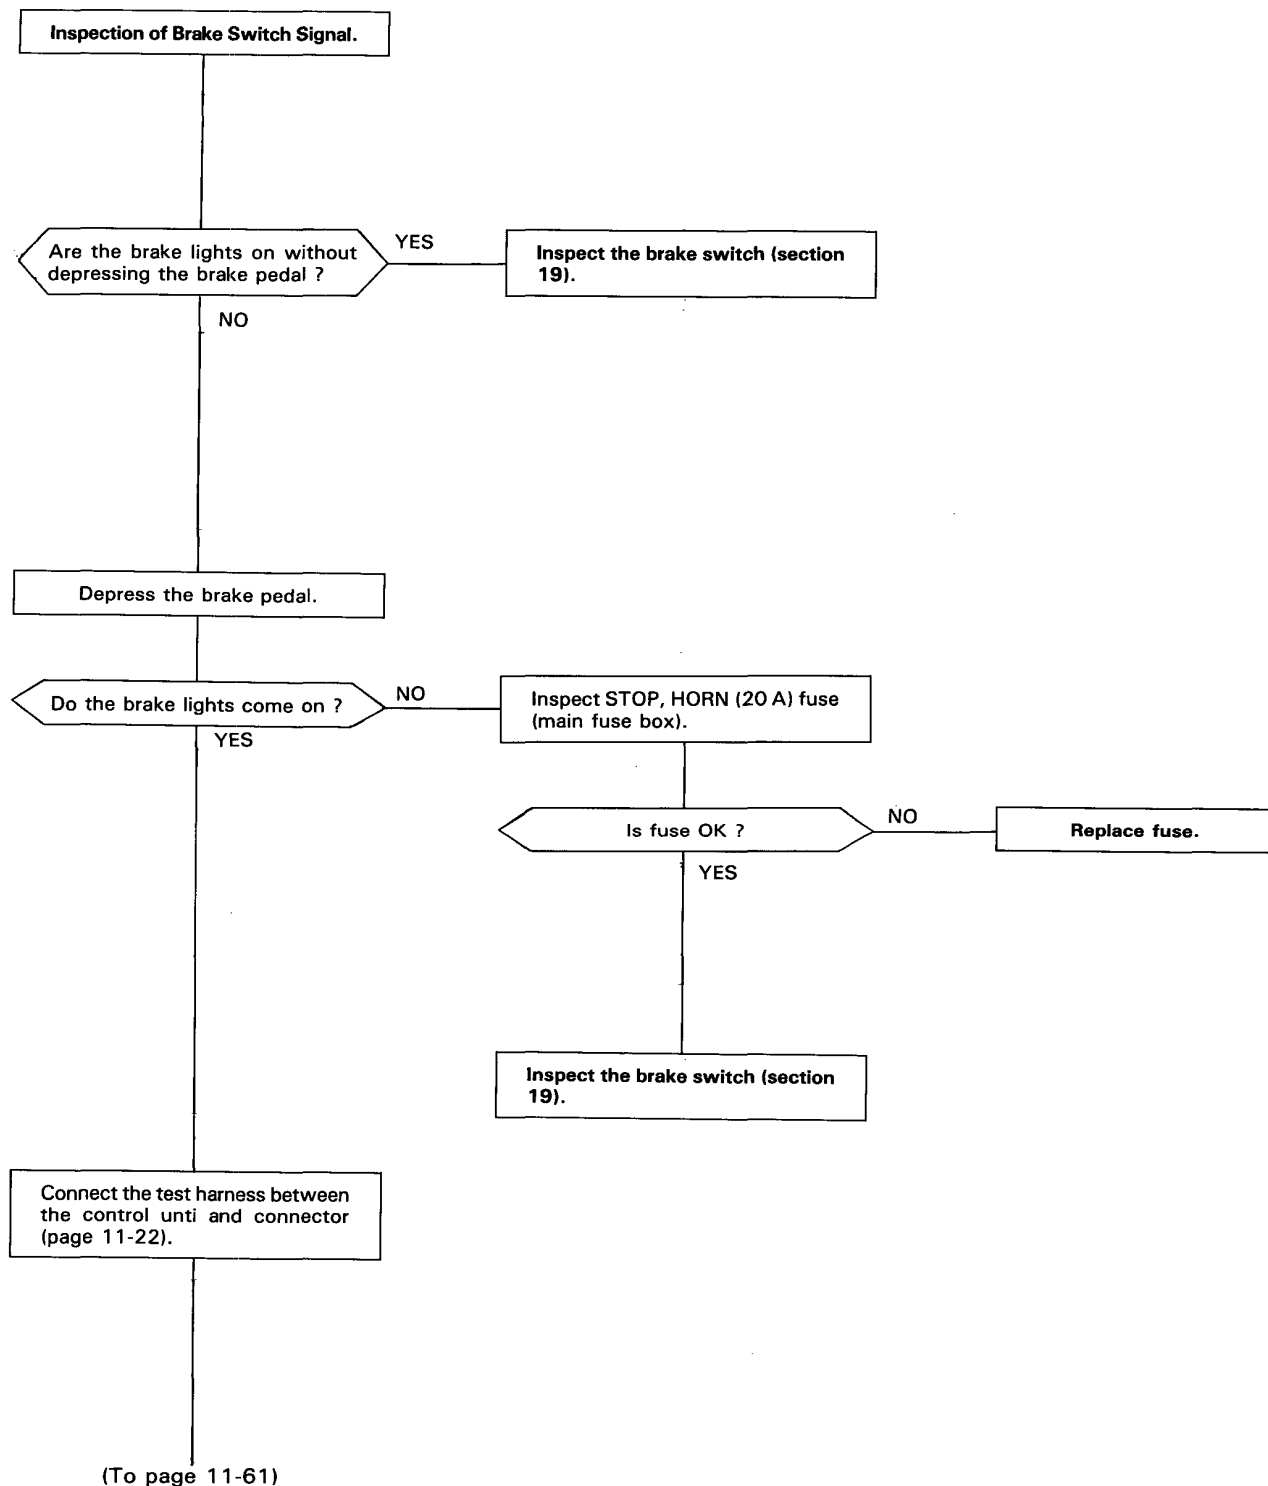 Inspection of Brake Switch Signal.
Are the brake lights on without
depressing the brake pedal ?
YES
Inspect the brake switch (section
19).
NO
Depress the brake pedal.
Do the brake lights come on ?
NO
Inspect STOP, HORN (20 A) fuse
(main fuse box).
YES
Is fuse OK ?
NO
Replace fuse.
YES
Inspect the brake switch (section
19).
Connect the test harness between
the control unti and connector
(page 11-22).
(To page 11-61)